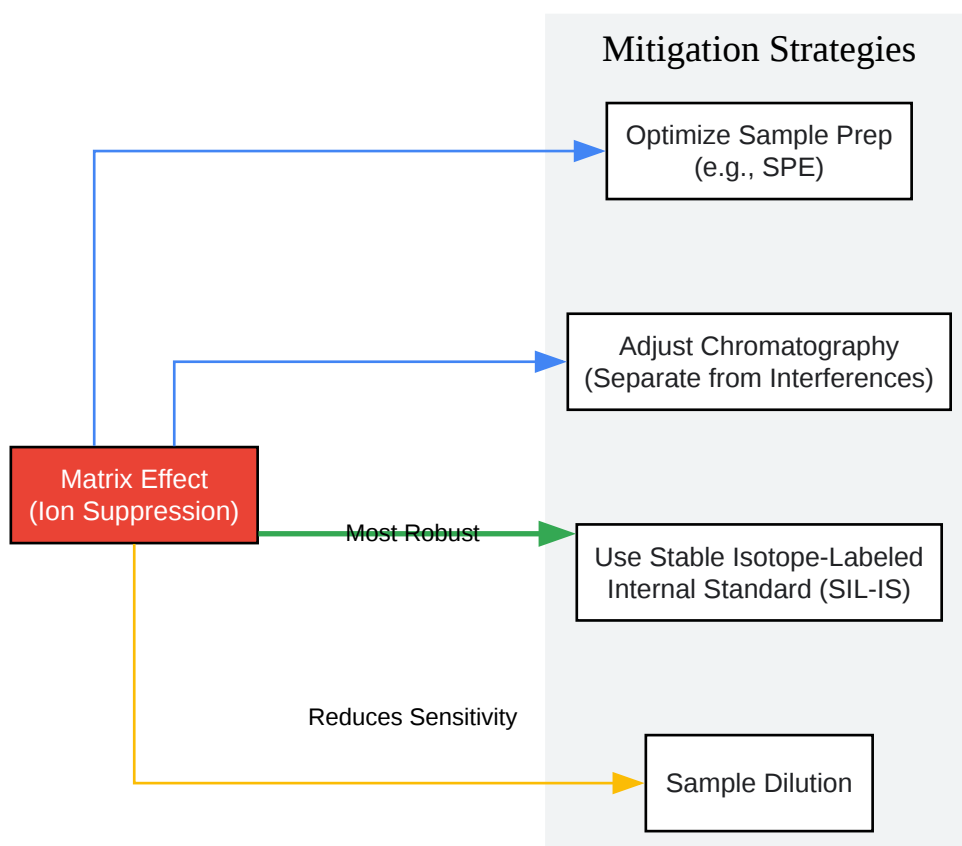 Mitigation Strategies
Optimize Sample Prep
(e.g., SPE)
Adjust Chromatography
(Separate from Interferences)
Matrix Effect
(Ion Suppression)
Most Robust
Use Stable Isotope-Labeled
Internal Standard (SIL-IS)
Reduces Sensitivity
Sample Dilution